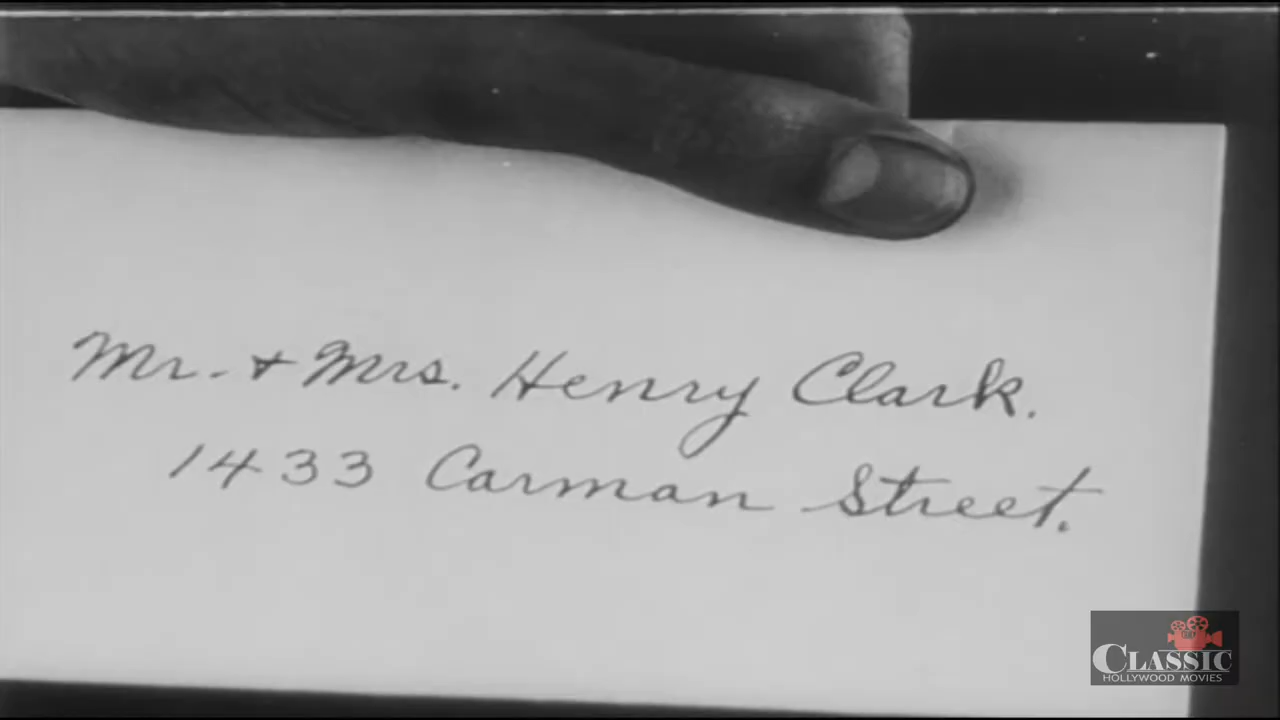 Mr. & Mrs. Henry Clark.
1433 Carman Street.
CLASSIC
HOLLYWOOD MOVIES